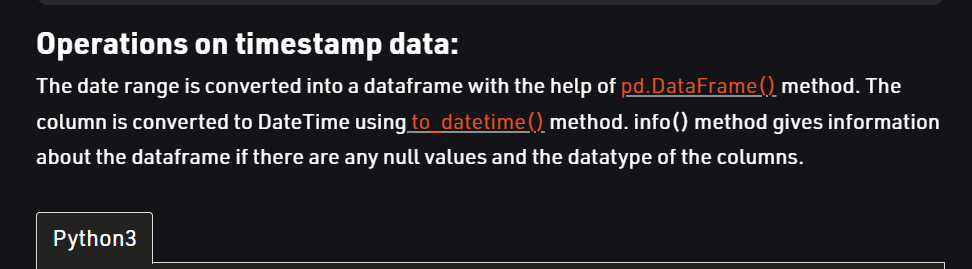 Operations on timestamp data:
The date range is converted into a dataframe with the help of pd.DataFrame() method. The
column is converted to DateTime using to_datetime() method. info() method gives information
about the dataframe if there are any null values and the datatype of the columns.
Python3